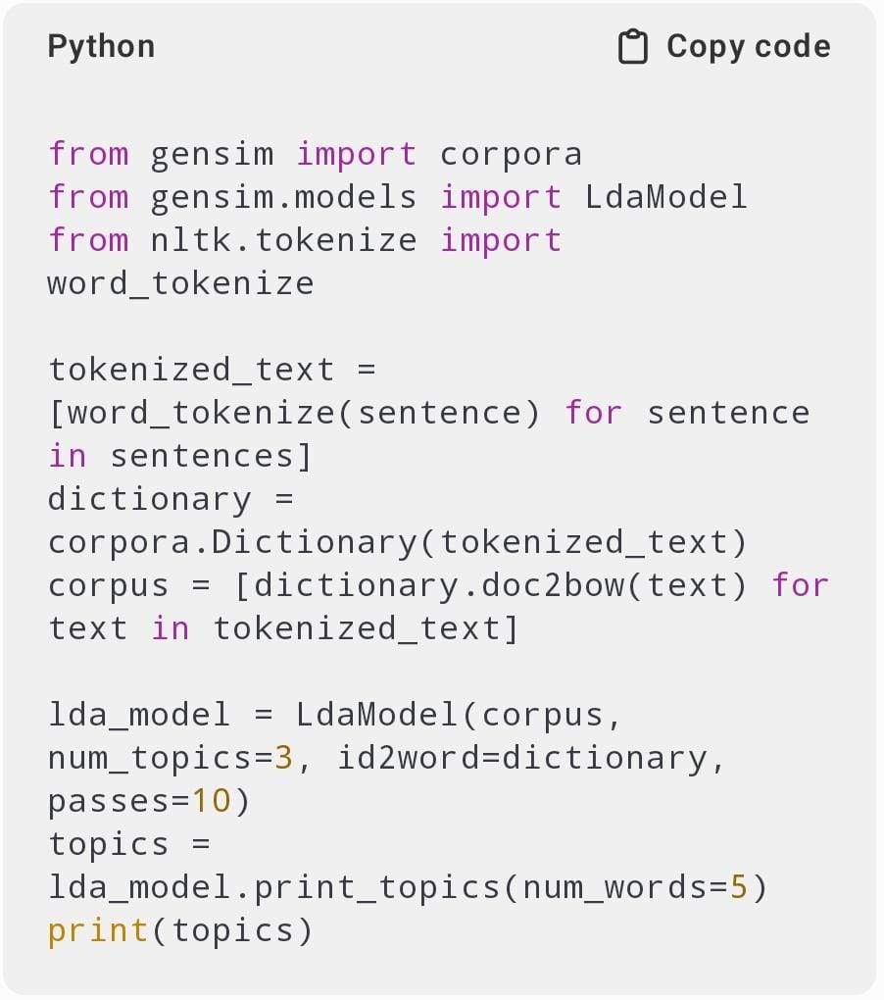 Python
Copy code
from gensim import corpora
from gensim.models import LdaModel
from nltk.tokenize import
word_tokenize
tokenized_text =
[word_tokenize(sentence) for sentence
in sentences]
dictionary =
corpora.Dictionary(tokenized_text)
corpus = [dictionary.doc2bow(text) for
text in tokenized_text]
lda_model = LdaModel(corpus,
num_topics=3, id2word=dictionary,
passes=10)
topics =
lda_model.print_topics(num_words=5)
print(topics)